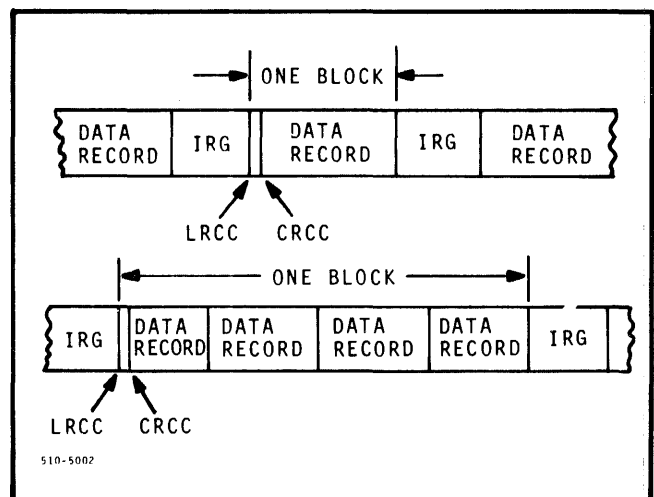 ONE BLOCK
DATA RECORD IRG DATA RECORD IRG DATA RECORD
LRCC CRCC
ONE BLOCK
IRG DATA RECORD DATA RECORD DATA RECORD DATA RECORD IRG
LRCC CRCC
510-5002